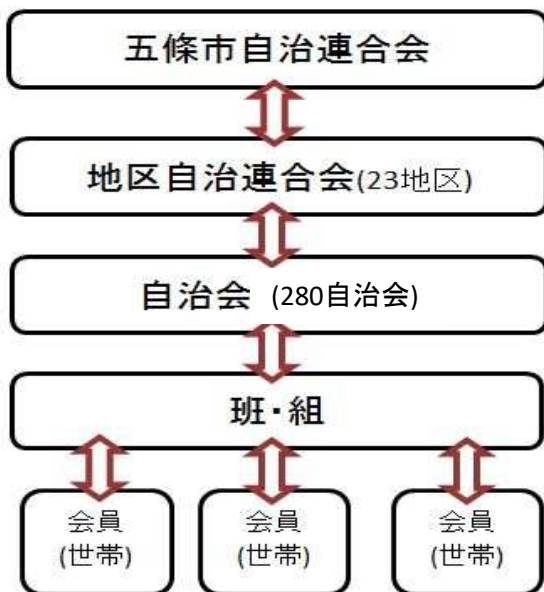 五條市自治連合会
地区自治連合会(23地区)
自治会 (280自治会)
班・組
会員
(世帯)
会員
(世帯)
会員
(世帯)